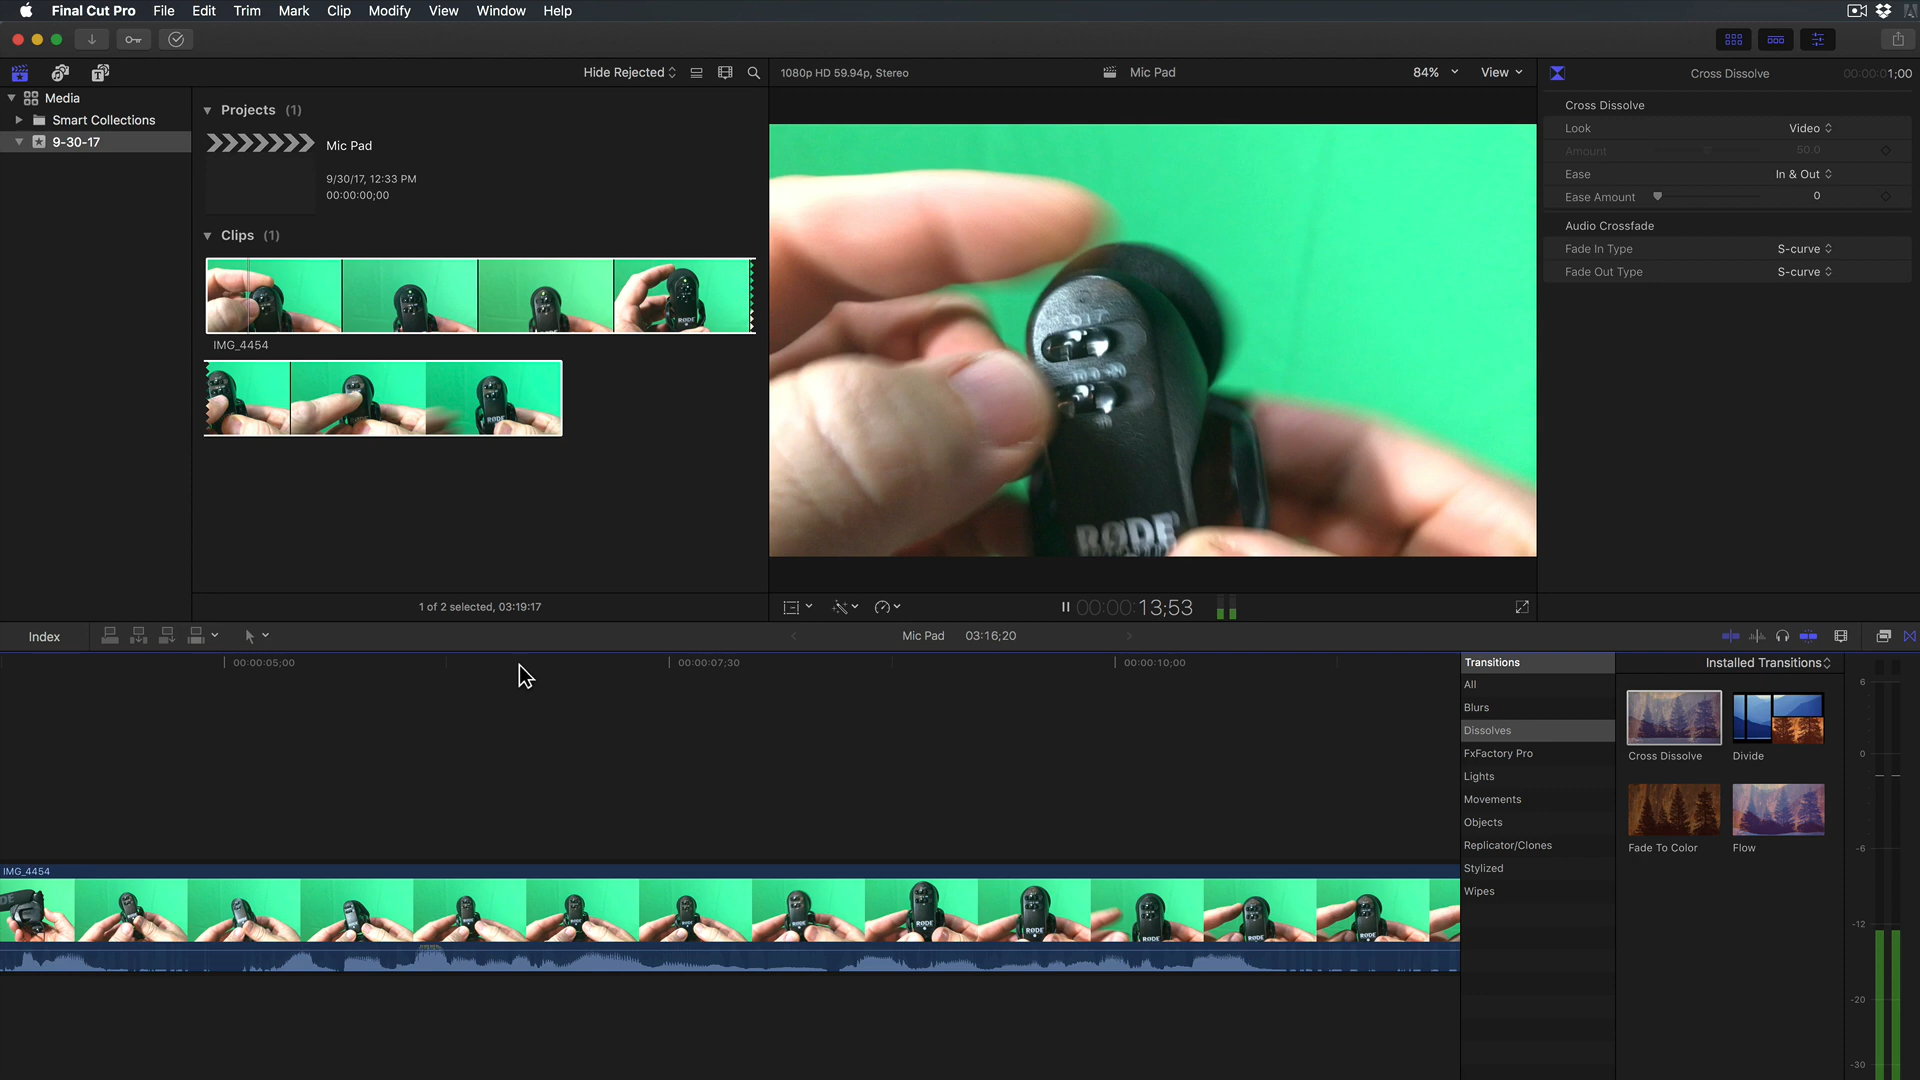 Final Cut Pro File Edit Trim Mark Clip Modify View Window Help
Hide Rejected
1080p HD 59.94p, Stereo
Mic Pad
84%
View
Cross Dissolve
00:00:01;00
Media
Smart Collections
9-30-17
Projects (1)
Mic Pad
9/30/17, 12:33 PM
00:00:00;00
Clips (1)
IMG_4454
1 of 2 selected, 03:19:17
RØDE
00:00:13;53
Cross Dissolve
Look Video
Amount 50.0
Ease In & Out
Ease Amount 0
Audio Crossfade
Fade In Type S-curve
Fade Out Type S-curve
Index
Mic Pad 03:16;20
00:00:05;00
00:00:07;30
00:00:10;00
IMG_4454
Transitions
All
Blurs
Dissolves
FxFactory Pro
Lights
Movements
Objects
Replicator/Clones
Stylized
Wipes
Installed Transitions
Cross Dissolve
Divide
Fade To Color
Flow
6
0
-6
-12
-20
-30